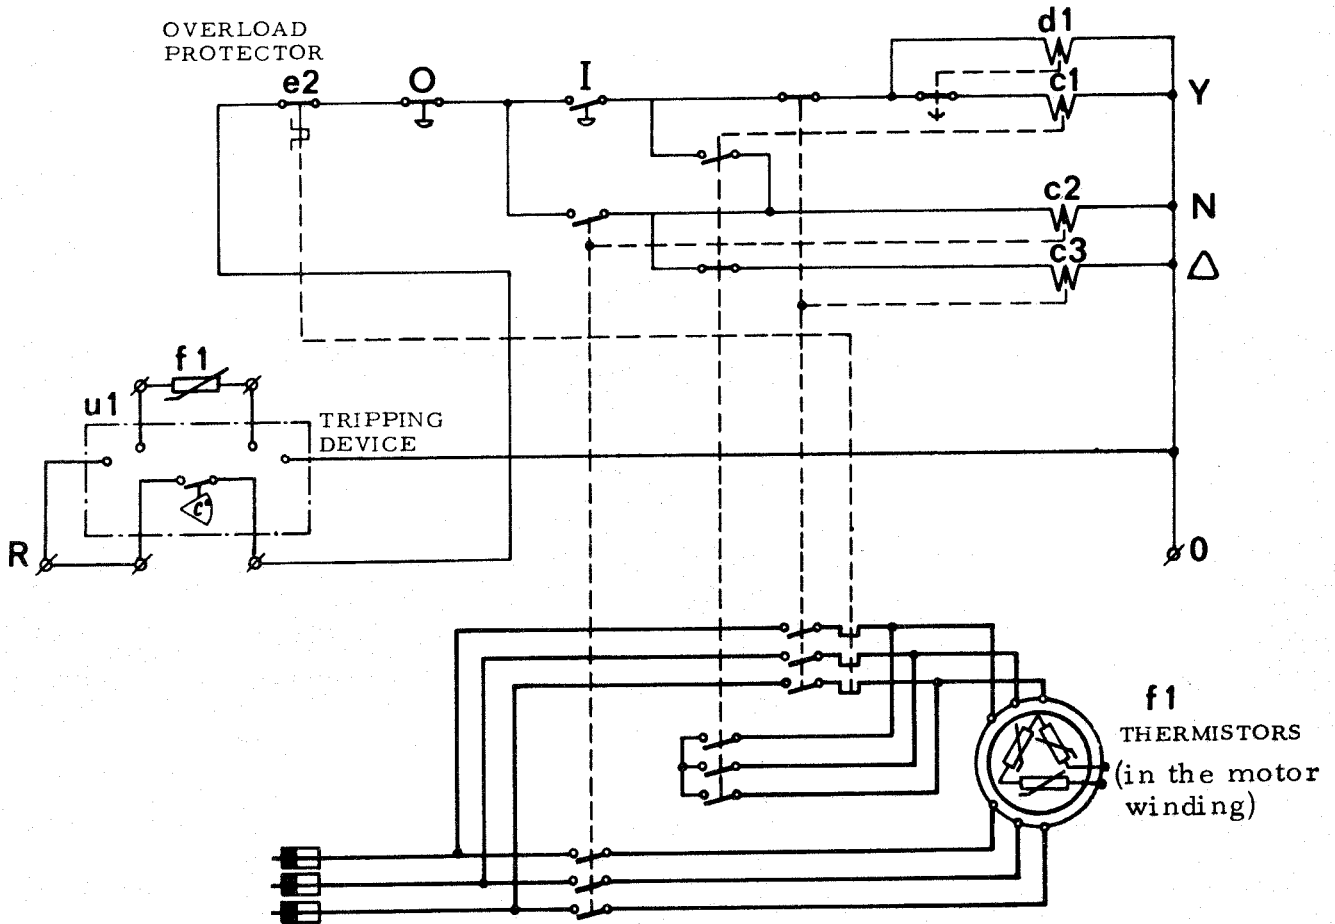 OVERLOAD
PROTECTOR
e2
O
I
d1
c1
Y
c2
N
c3
Δ
f1
u1
TRIPPING
DEVICE
c°
R
0
f1
THERMISTORS
(in the motor
winding)